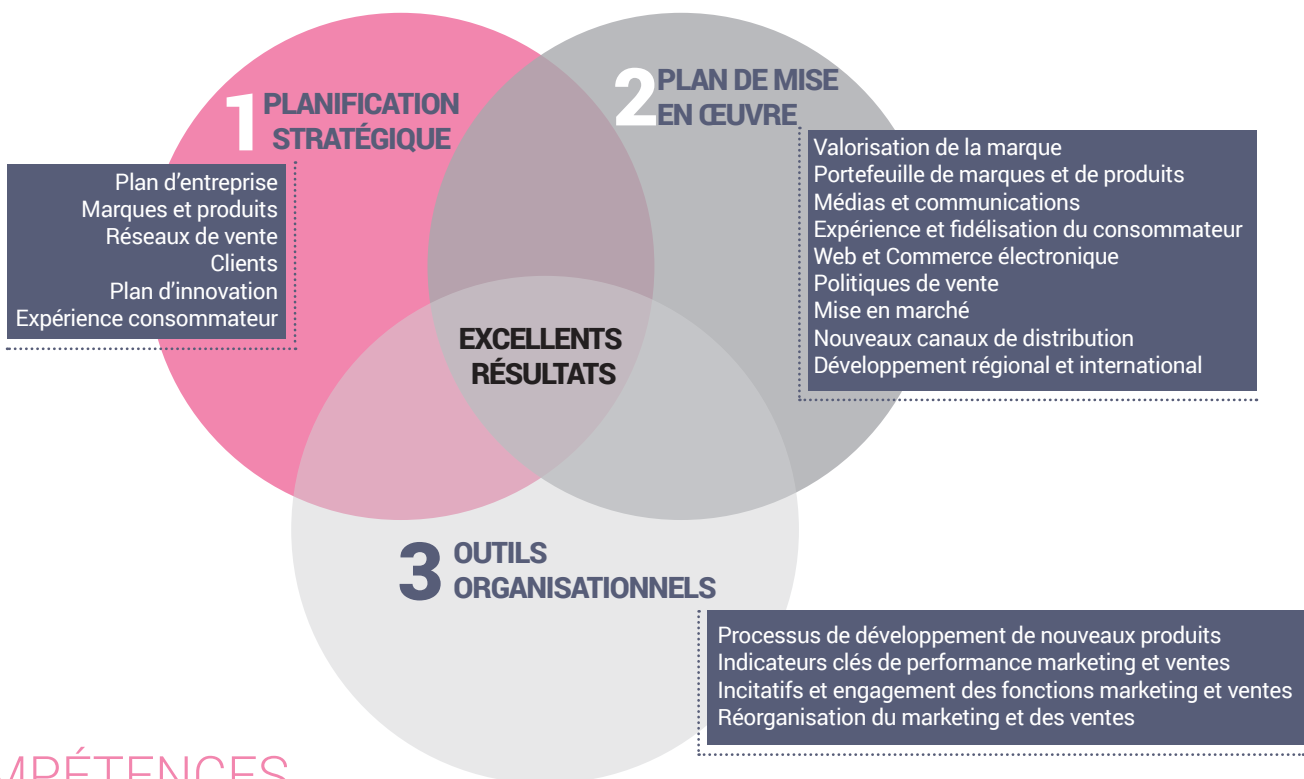 1 PLANIFICATION
STRATÉGIQUE
Plan d’entreprise
Marques et produits
Réseaux de vente
Clients
Plan d’innovation
Expérience consommateur
2 PLAN DE MISE
EN ŒUVRE
Valorisation de la marque
Portefeuille de marques et de produits
Médias et communications
Expérience et fidélisation du consommateur
Web et Commerce électronique
Politiques de vente
Mise en marché
Nouveaux canaux de distribution
Développement régional et international
EXCELLENTS
RÉSULTATS
3 OUTILS
ORGANISATIONNELS
Processus de développement de nouveaux produits
Indicateurs clés de performance marketing et ventes
Incitatifs et engagement des fonctions marketing et ventes
Réorganisation du marketing et des ventes